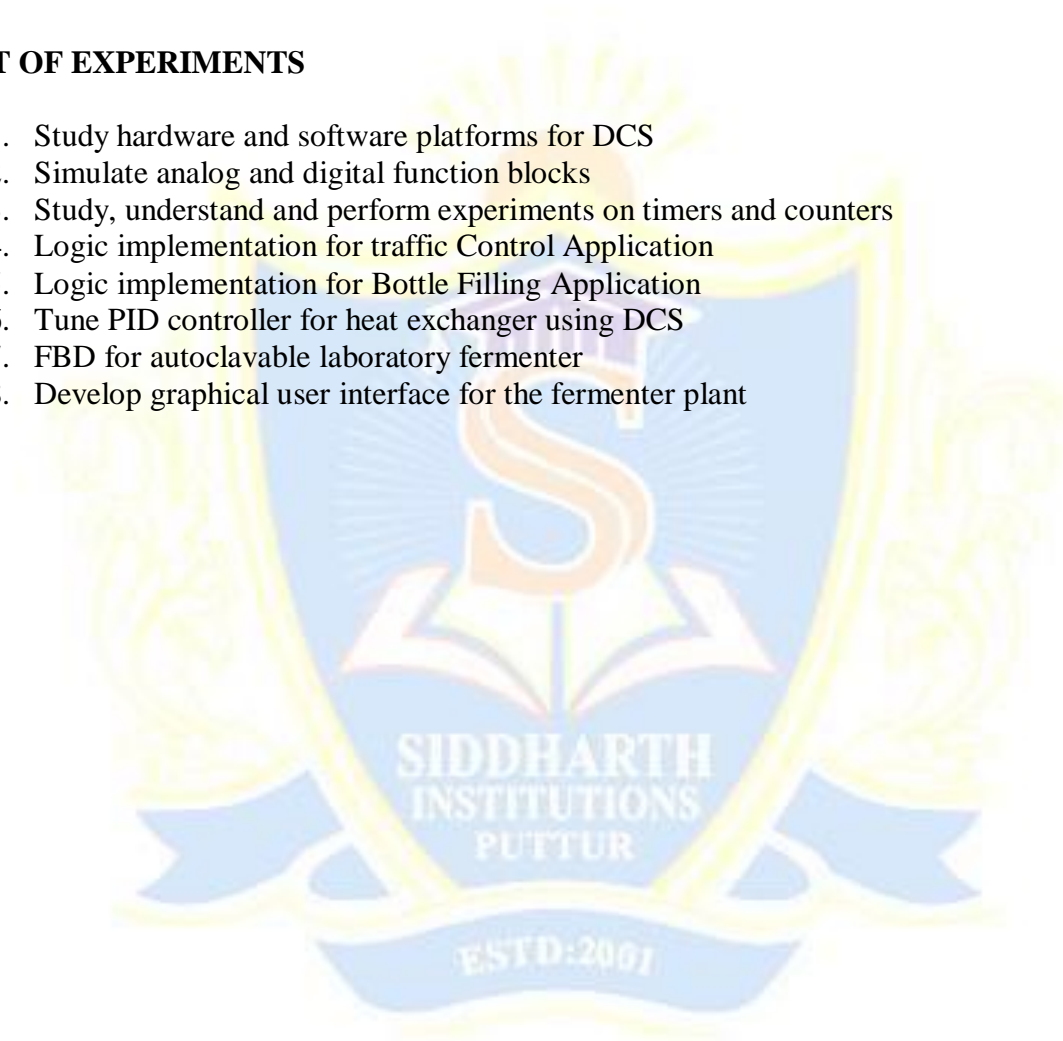 T OF EXPERIMENTS
. Study hardware and software platforms for DCS
. Simulate analog and digital function blocks
. Study, understand and perform experiments on timers and counters
. Logic implementation for traffic Control Application
. Logic implementation for Bottle Filling Application
. Tune PID controller for heat exchanger using DCS
. FBD for autoclavable laboratory fermenter
. Develop graphical user interface for the fermenter plant
S
SIDDHARTH
INSTITUTIONS
PUTTUR
ESTD:2001